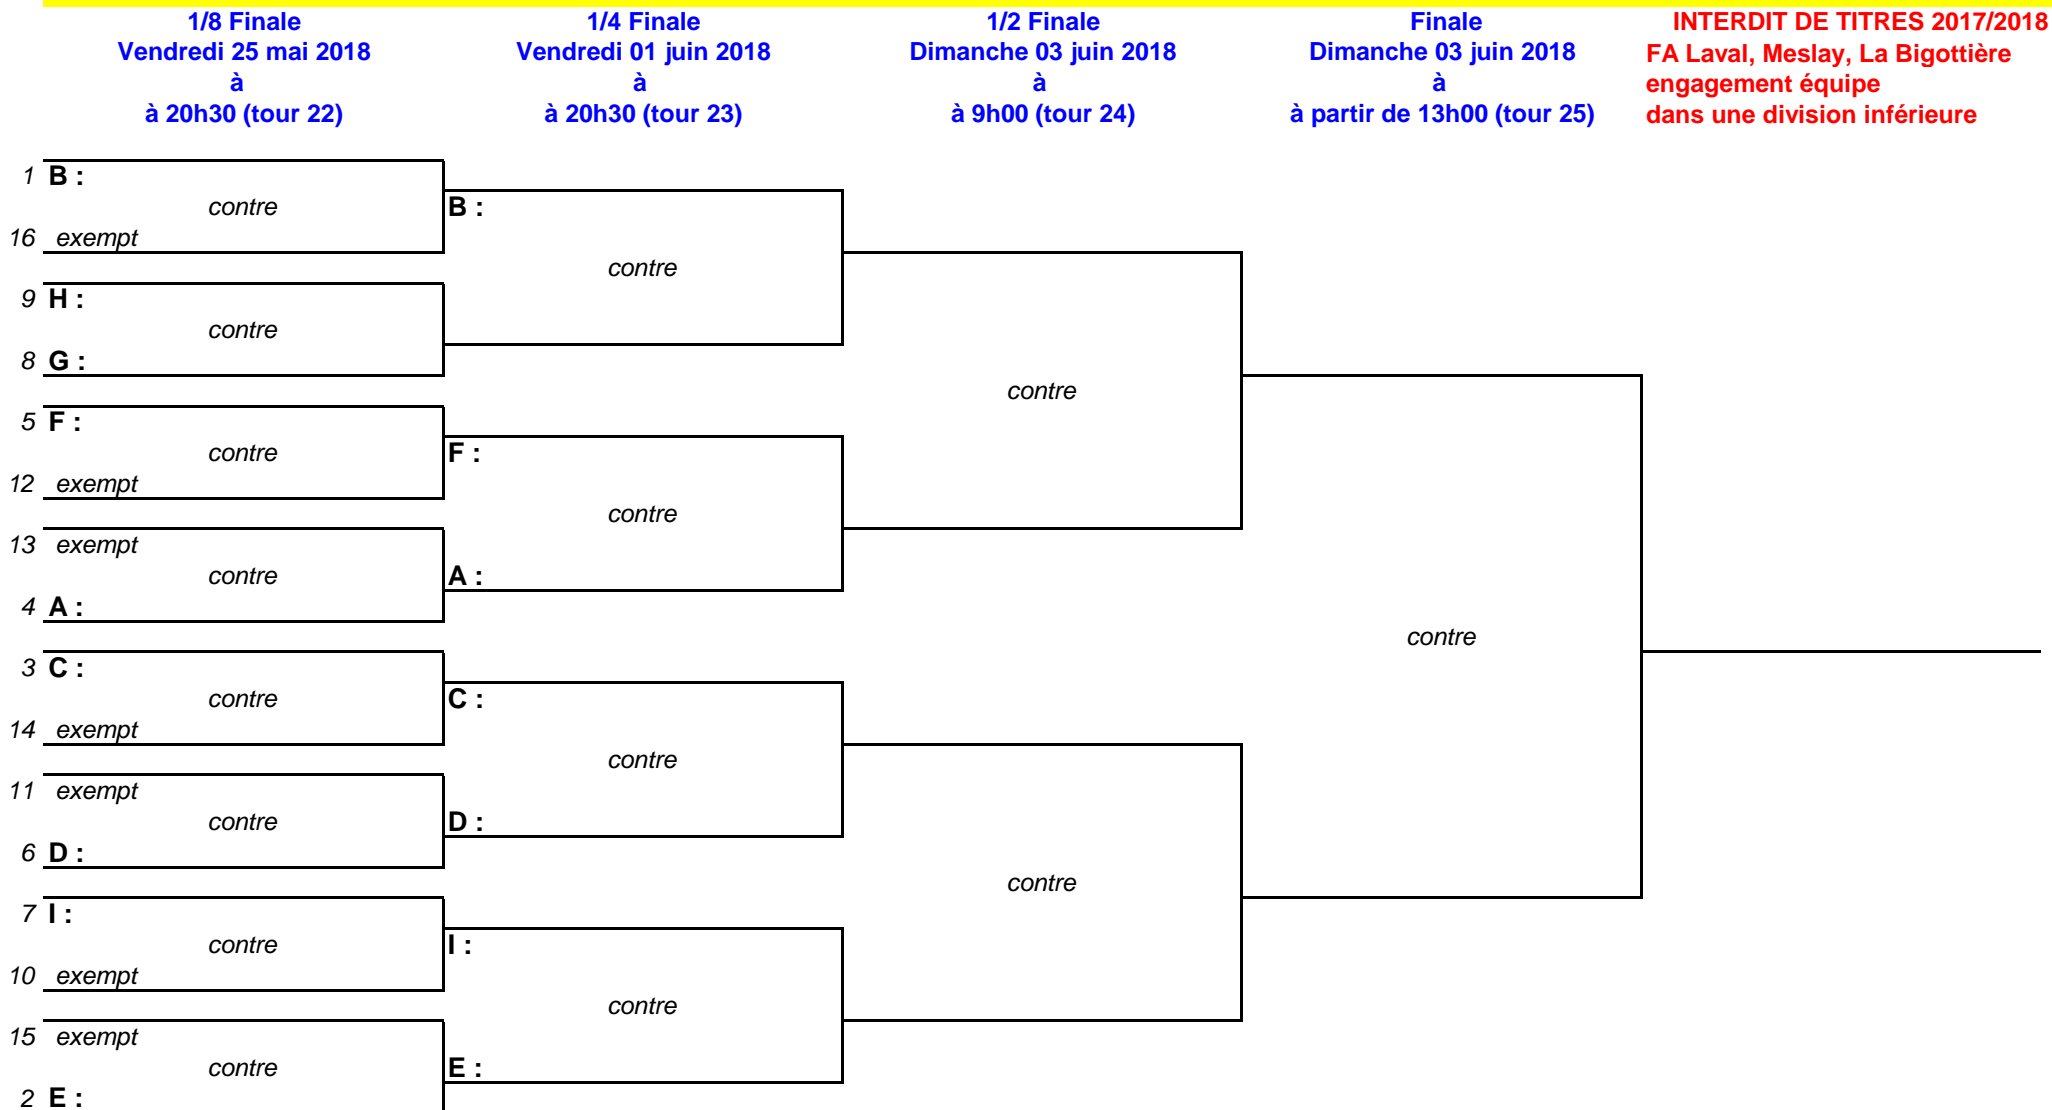 1/8 Finale
Vendredi 25 mai 2018
à
à 20h30 (tour 22)
1/4 Finale
Vendredi 01 juin 2018
à
à 20h30 (tour 23)
1/2 Finale
Dimanche 03 juin 2018
à
à 9h00 (tour 24)
Finale
Dimanche 03 juin 2018
à
à partir de 13h00 (tour 25)
INTERDIT DE TITRES 2017/2018
FA Laval, Meslay, La Bigottière
engagement équipe
dans une division inférieure
1 B :
contre
16 exempt
9 H :
contre
8 G :
5 F :
contre
12 exempt
13 exempt
contre
4 A :
3 C :
contre
14 exempt
11 exempt
contre
6 D :
7 I :
contre
10 exempt
15 exempt
contre
2 E :
B :
contre
F :
contre
A :
C :
contre
D :
I :
contre
E :
contre
contre
contre